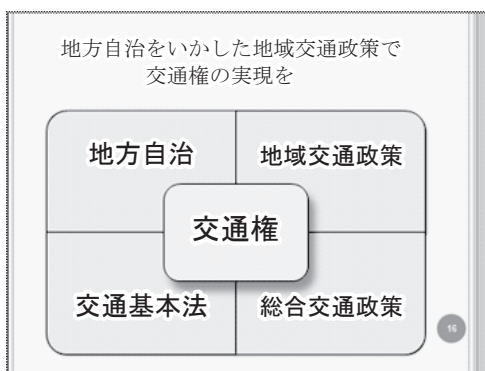 地方自治をいかした地域交通政策で
交通権の実現を
地方自治
地域交通政策
交通権
交通基本法
総合交通政策
16